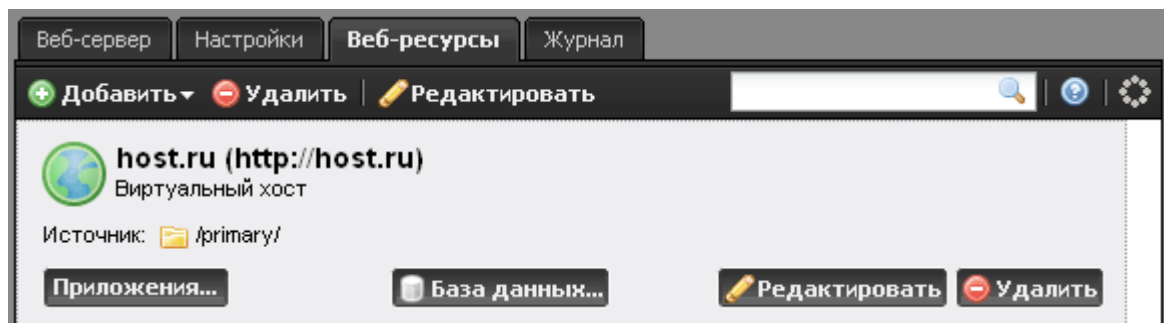 Веб-сервер Настройки Веб-ресурсы Журнал
Добавить Удалить Редактировать
host.ru (http://host.ru)
Виртуальный хост
Источник: /primary/
Приложения... База данных... Редактировать Удалить